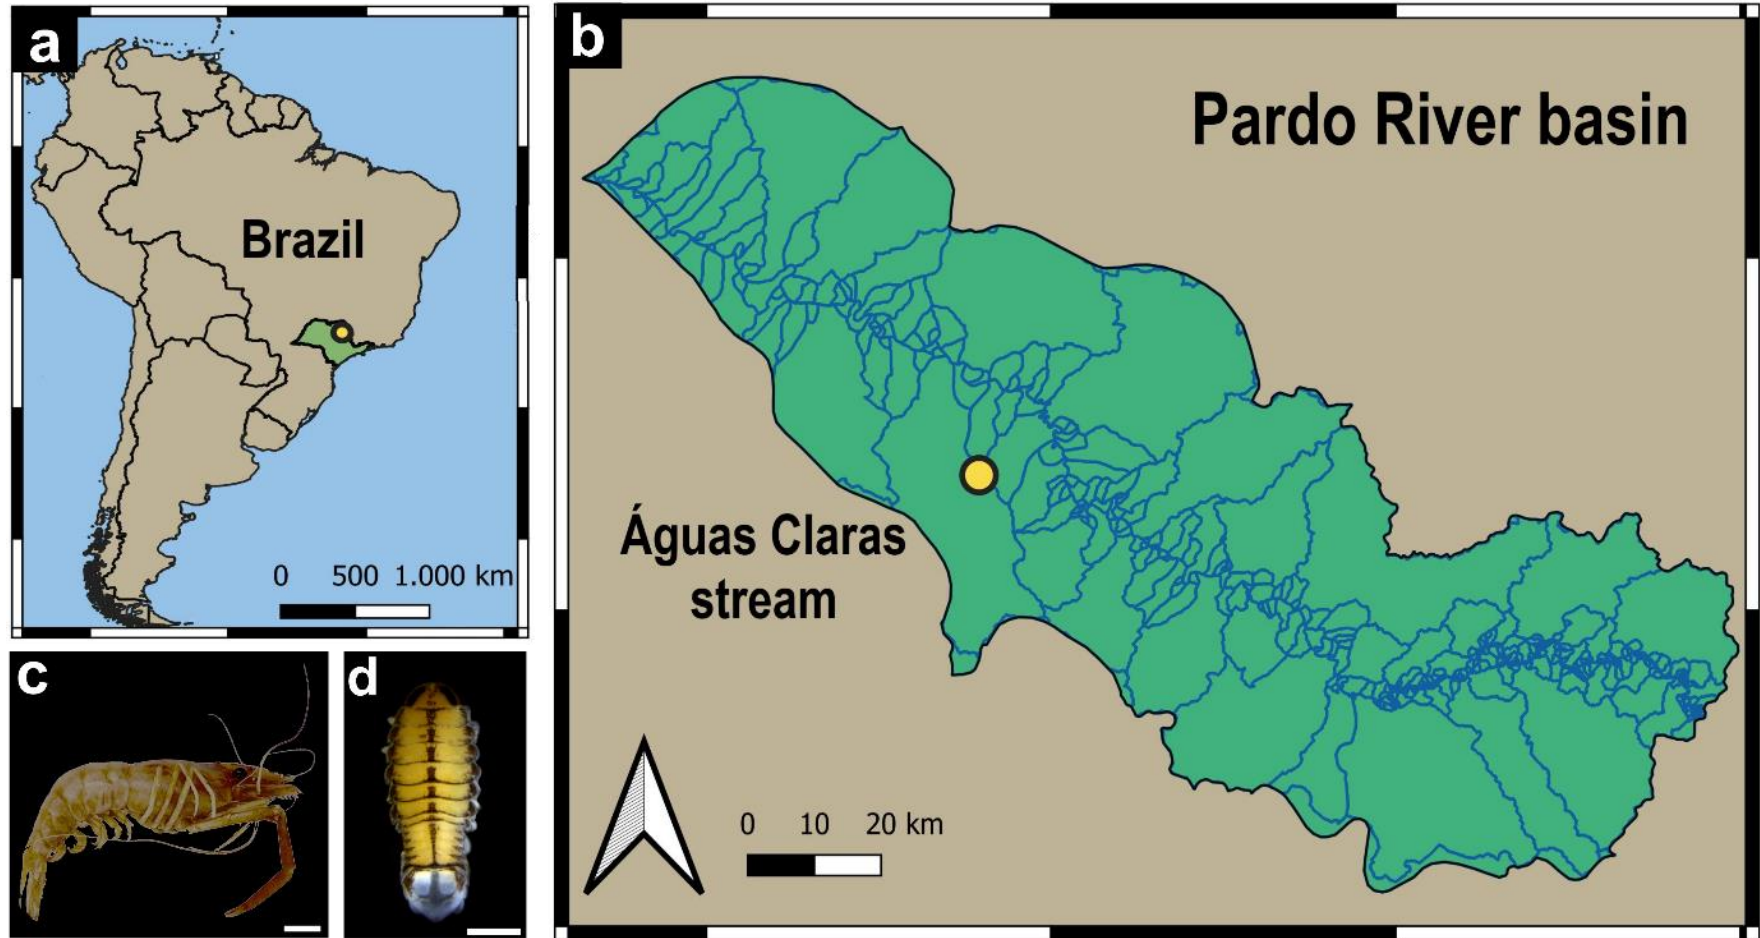 a
Brazil
0 500 1.000 km
b
Pardo River basin
Águas Claras
stream
0 10 20 km
c
d